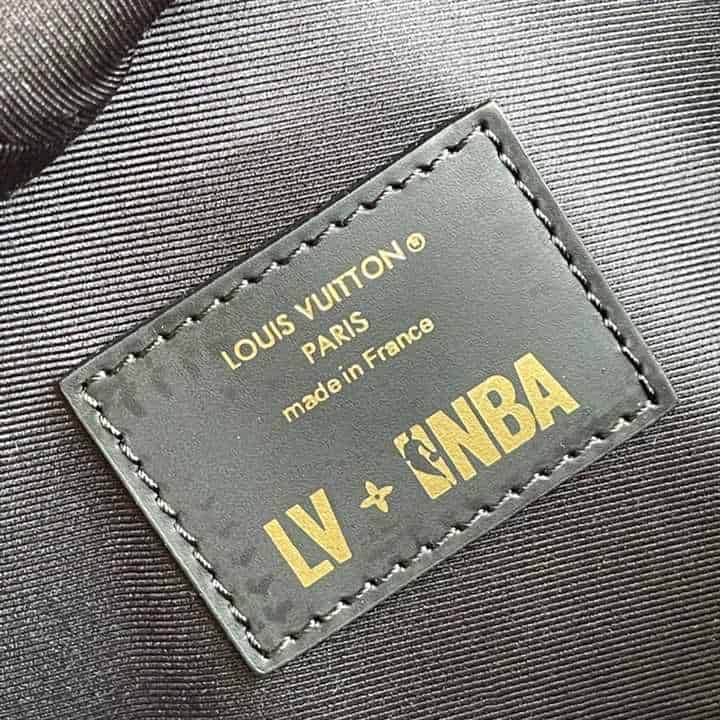 LOUIS VUITTON®
PARIS
made in France
LV + NBA